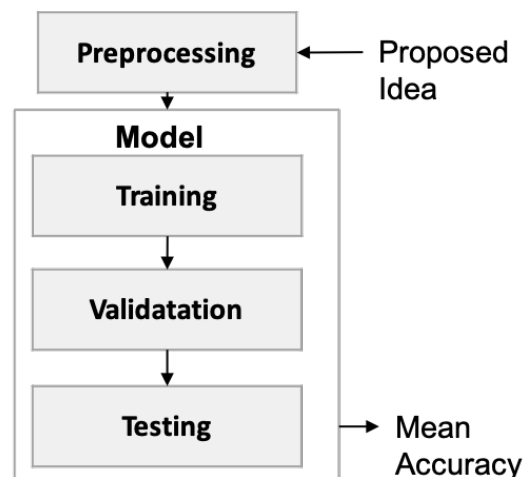 Preprocessing
Proposed
Idea
Model
Training
Validatation
Testing
Mean
Accuracy